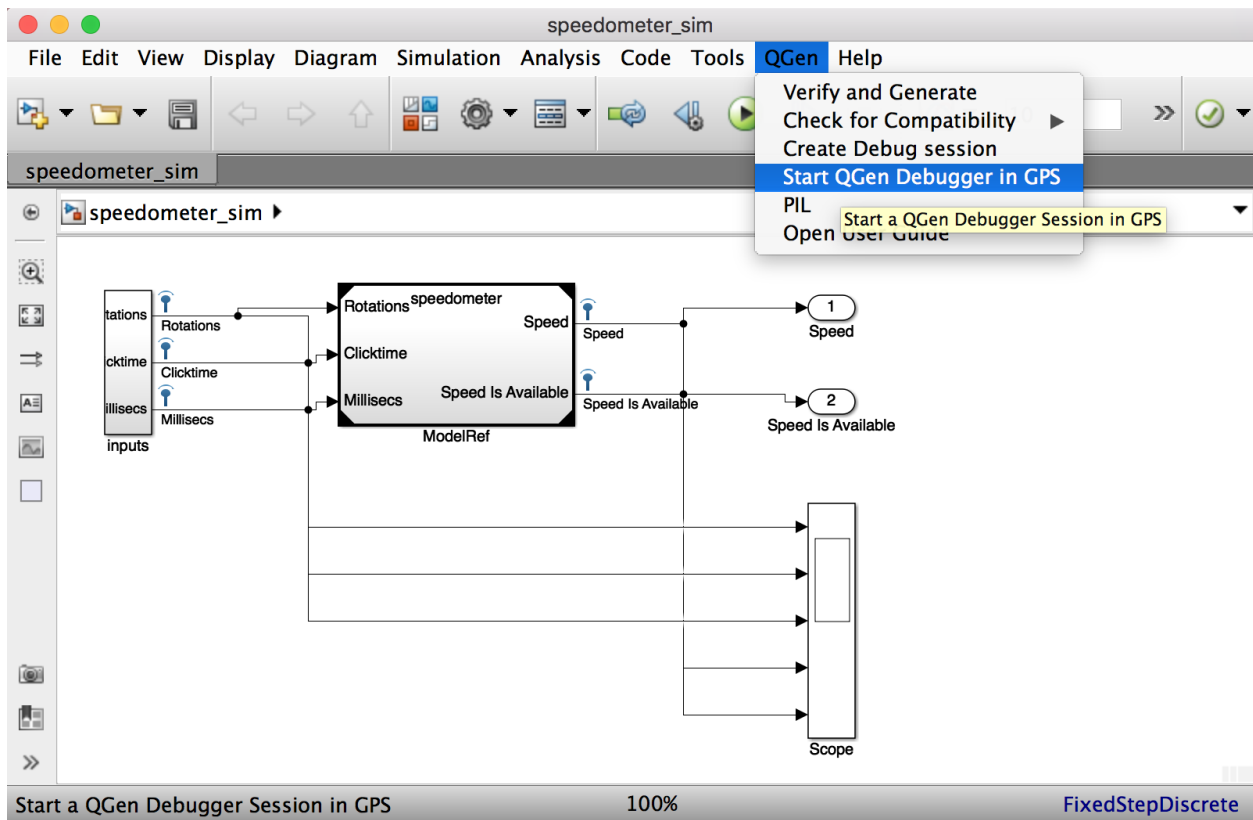 speedometer_sim
File Edit View Display Diagram Simulation Analysis Code Tools QGen Help
Verify and Generate
Check for Compatibility
Create Debug session
Start QGen Debugger in GPS
PIL
Start a QGen Debugger Session in GPS
Open User Guide
speedometer_sim
speedometer_sim
tations
Rotations
cktime
Clicktime
illisecs
Millisecs
inputs
Rotations
speedometer
Speed
Clicktime
Millisecs
Speed Is Available
ModelRef
Speed
Speed Is Available
1
Speed
2
Speed Is Available
Scope
Start a QGen Debugger Session in GPS 100% FixedStepDiscrete